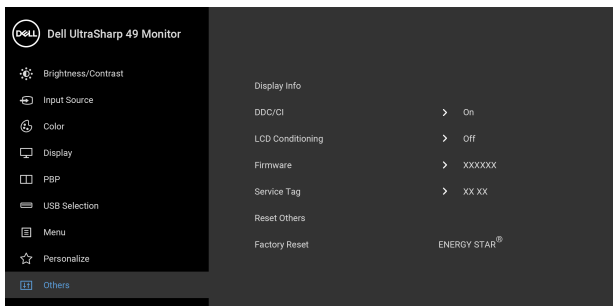 DELL Dell UltraSharp 49 Monitor
Brightness/Contrast
Input Source
Color
Display
PBP
USB Selection
Menu
Personalize
Others
Display Info
DDC/CI > On
LCD Conditioning > Off
Firmware > XXXXXX
Service Tag > XX XX
Reset Others
Factory Reset ENERGY STAR®